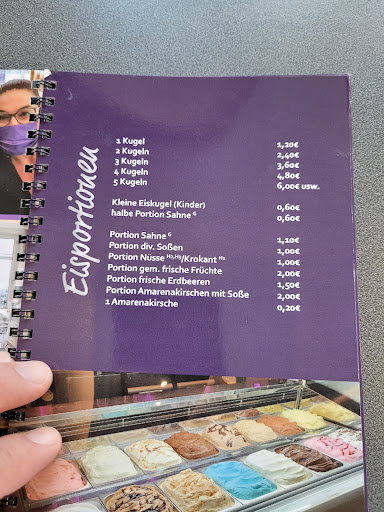 Eisportionen
1 Kugel 1,20€
2 Kugeln 2,40€
3 Kugeln 3,60€
4 Kugeln 4,80€
5 Kugeln 6,00€ usw.
Kleine Eiskugel (Kinder) 0,60€
halbe Portion Sahne G 0,60€
Portion Sahne G 1,10€
Portion div. Soßen 1,00€
Portion Nüsse H2,H3/Krokant H2 1,00€
Portion gem. frische Früchte 2,00€
Portion frische Erdbeeren 1,50€
Portion Amarenakirschen mit Soße 2,00€
1 Amarenakirsche 0,20€